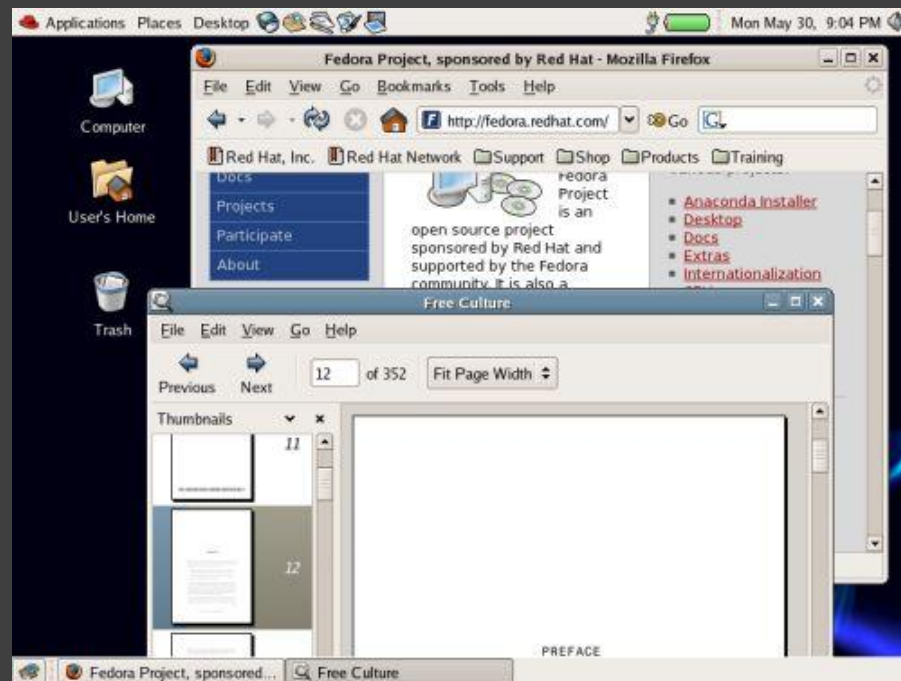 Applications Places Desktop
Mon May 30, 9:04 PM
Computer
User's Home
Trash
Fedora Project, sponsored by Red Hat - Mozilla Firefox
File Edit View Go Bookmarks Tools Help
http://fedora.redhat.com/ Go
Red Hat, Inc. Red Hat Network Support Shop Products Training
Docs
Projects
Participate
About
Fedora
Project
is an
open source project
sponsored by Red Hat and
supported by the Fedora
community. It is also a
Anaconda Installer
Desktop
Docs
Extras
Internationalization
Free Culture
File Edit View Go Help
Previous Next 12 of 352 Fit Page Width
Thumbnails
11
12
PREFACE
Fedora Project, sponsored... Free Culture